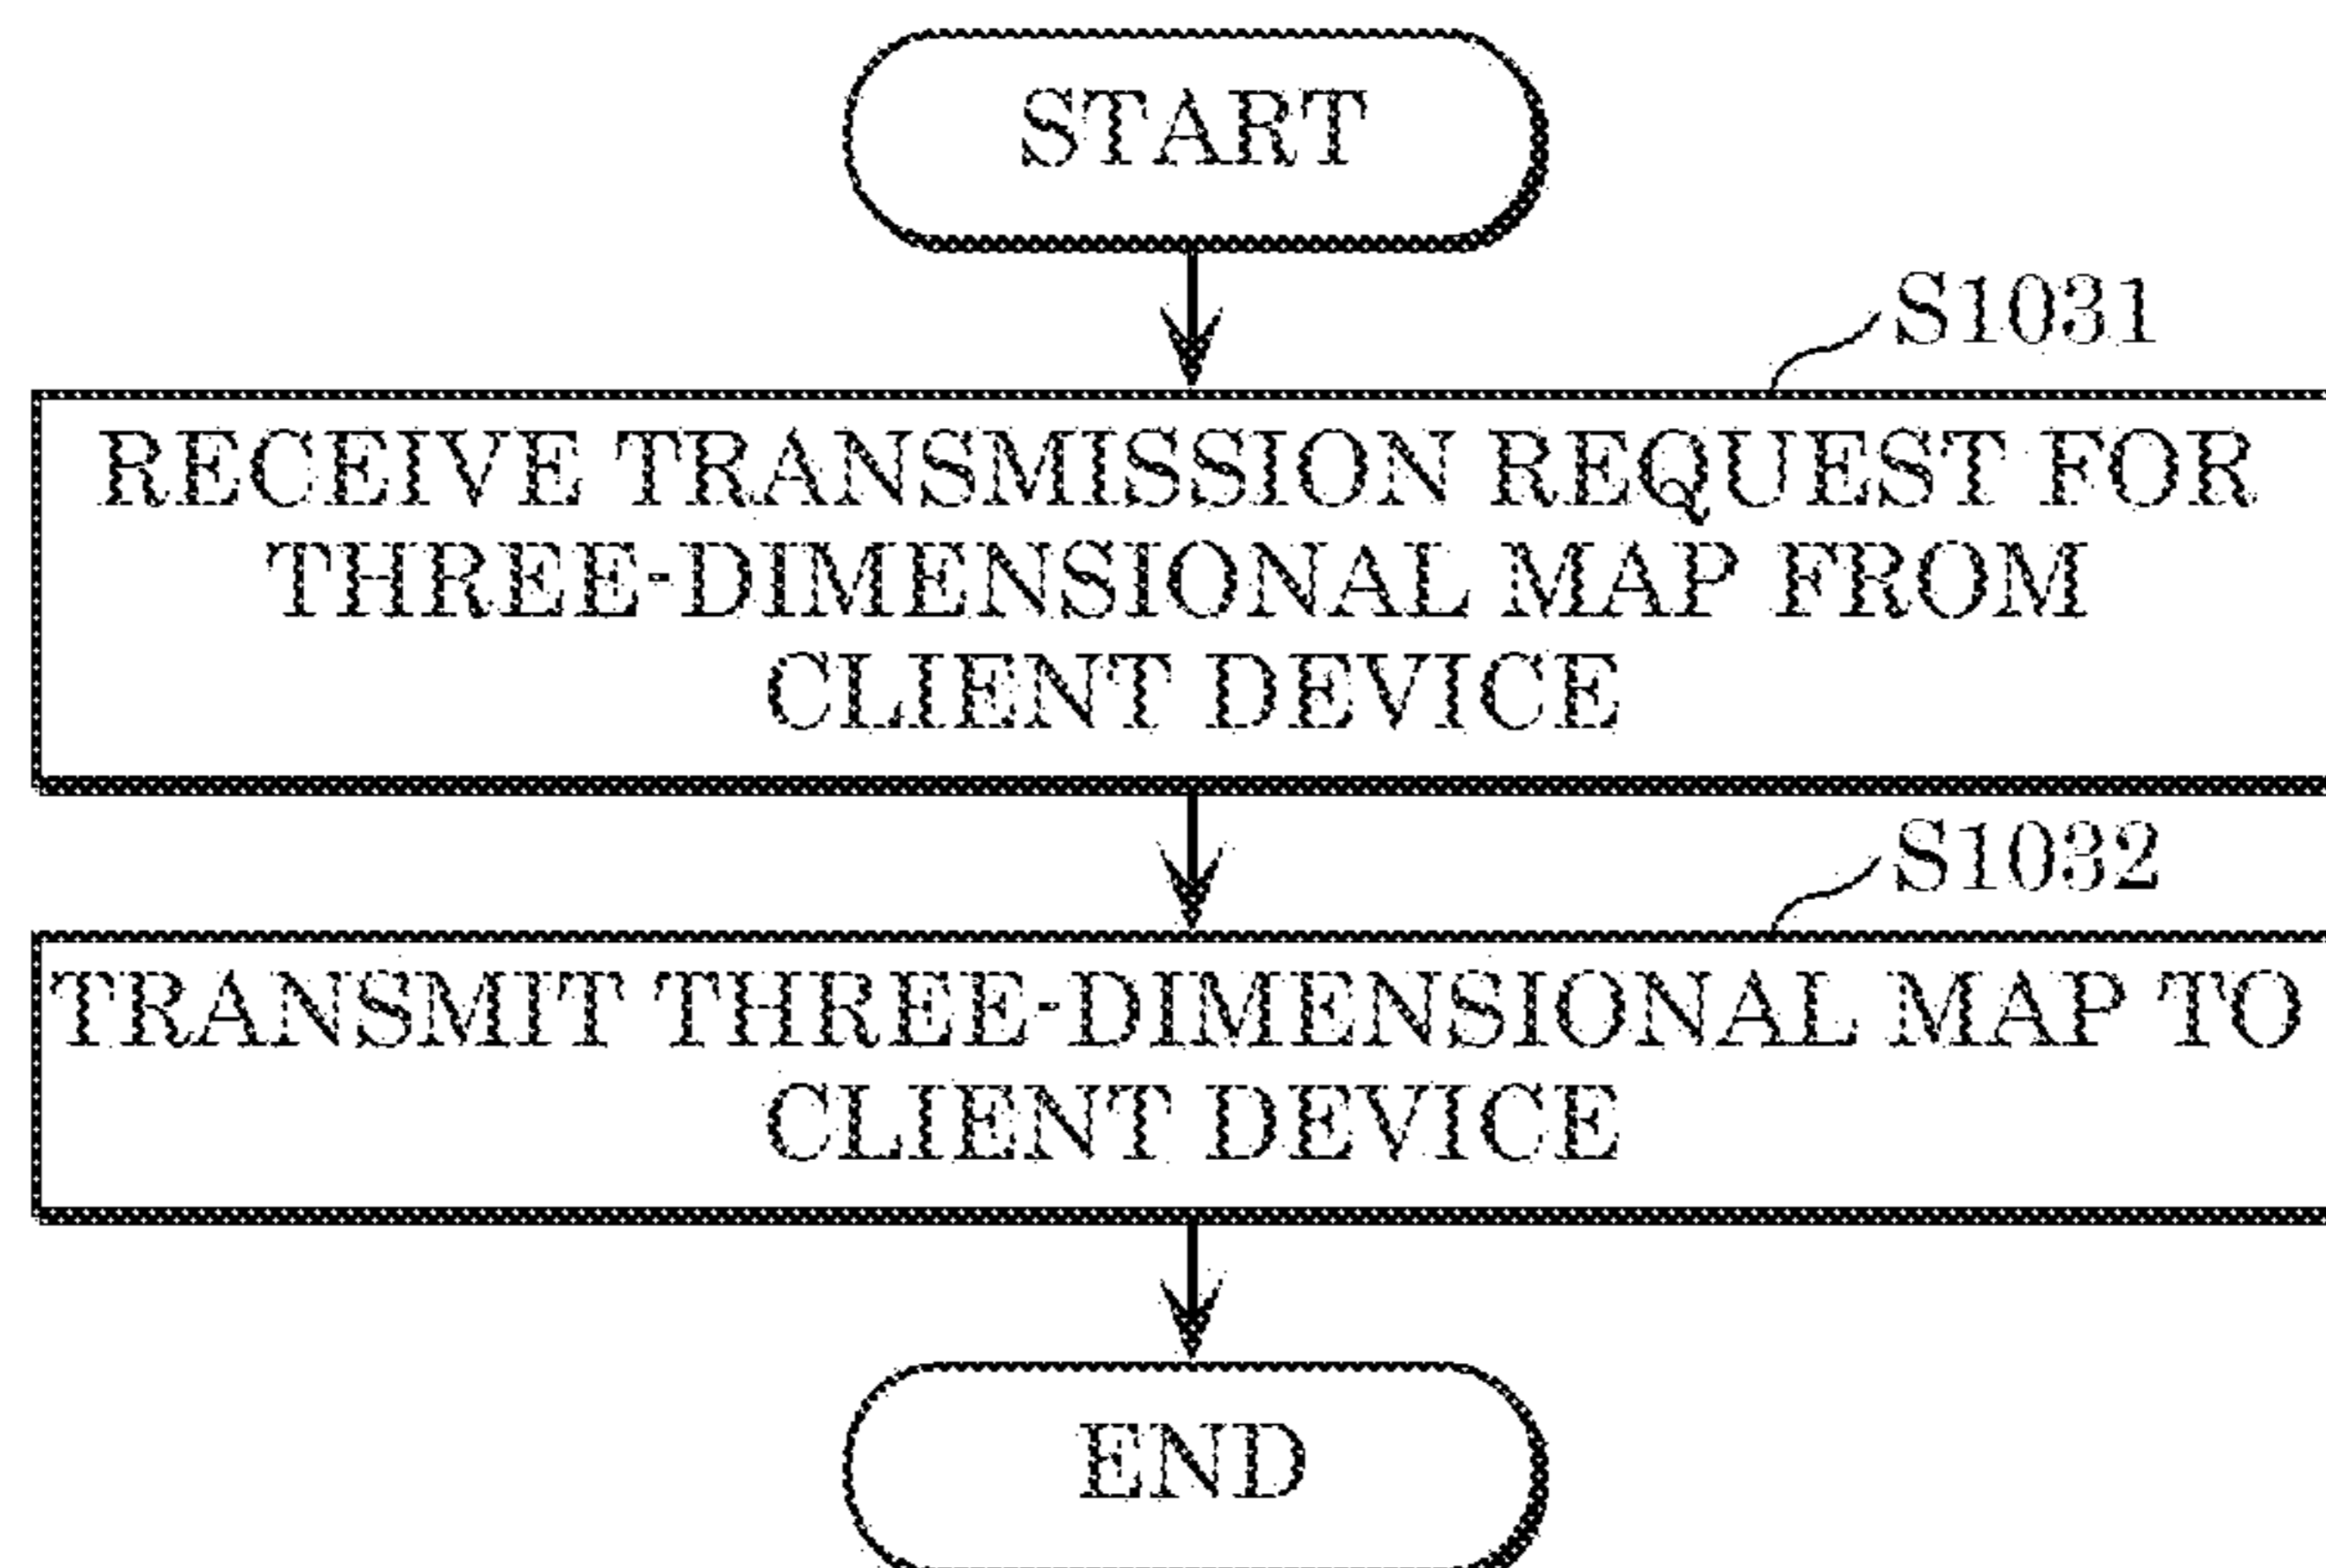 START
S1031
RECEIVE TRANSMISSION REQUEST FOR
THREE-DIMENSIONAL MAP FROM
CLIENT DEVICE
S1032
TRANSMIT THREE-DIMENSIONAL MAP TO
CLIENT DEVICE
END